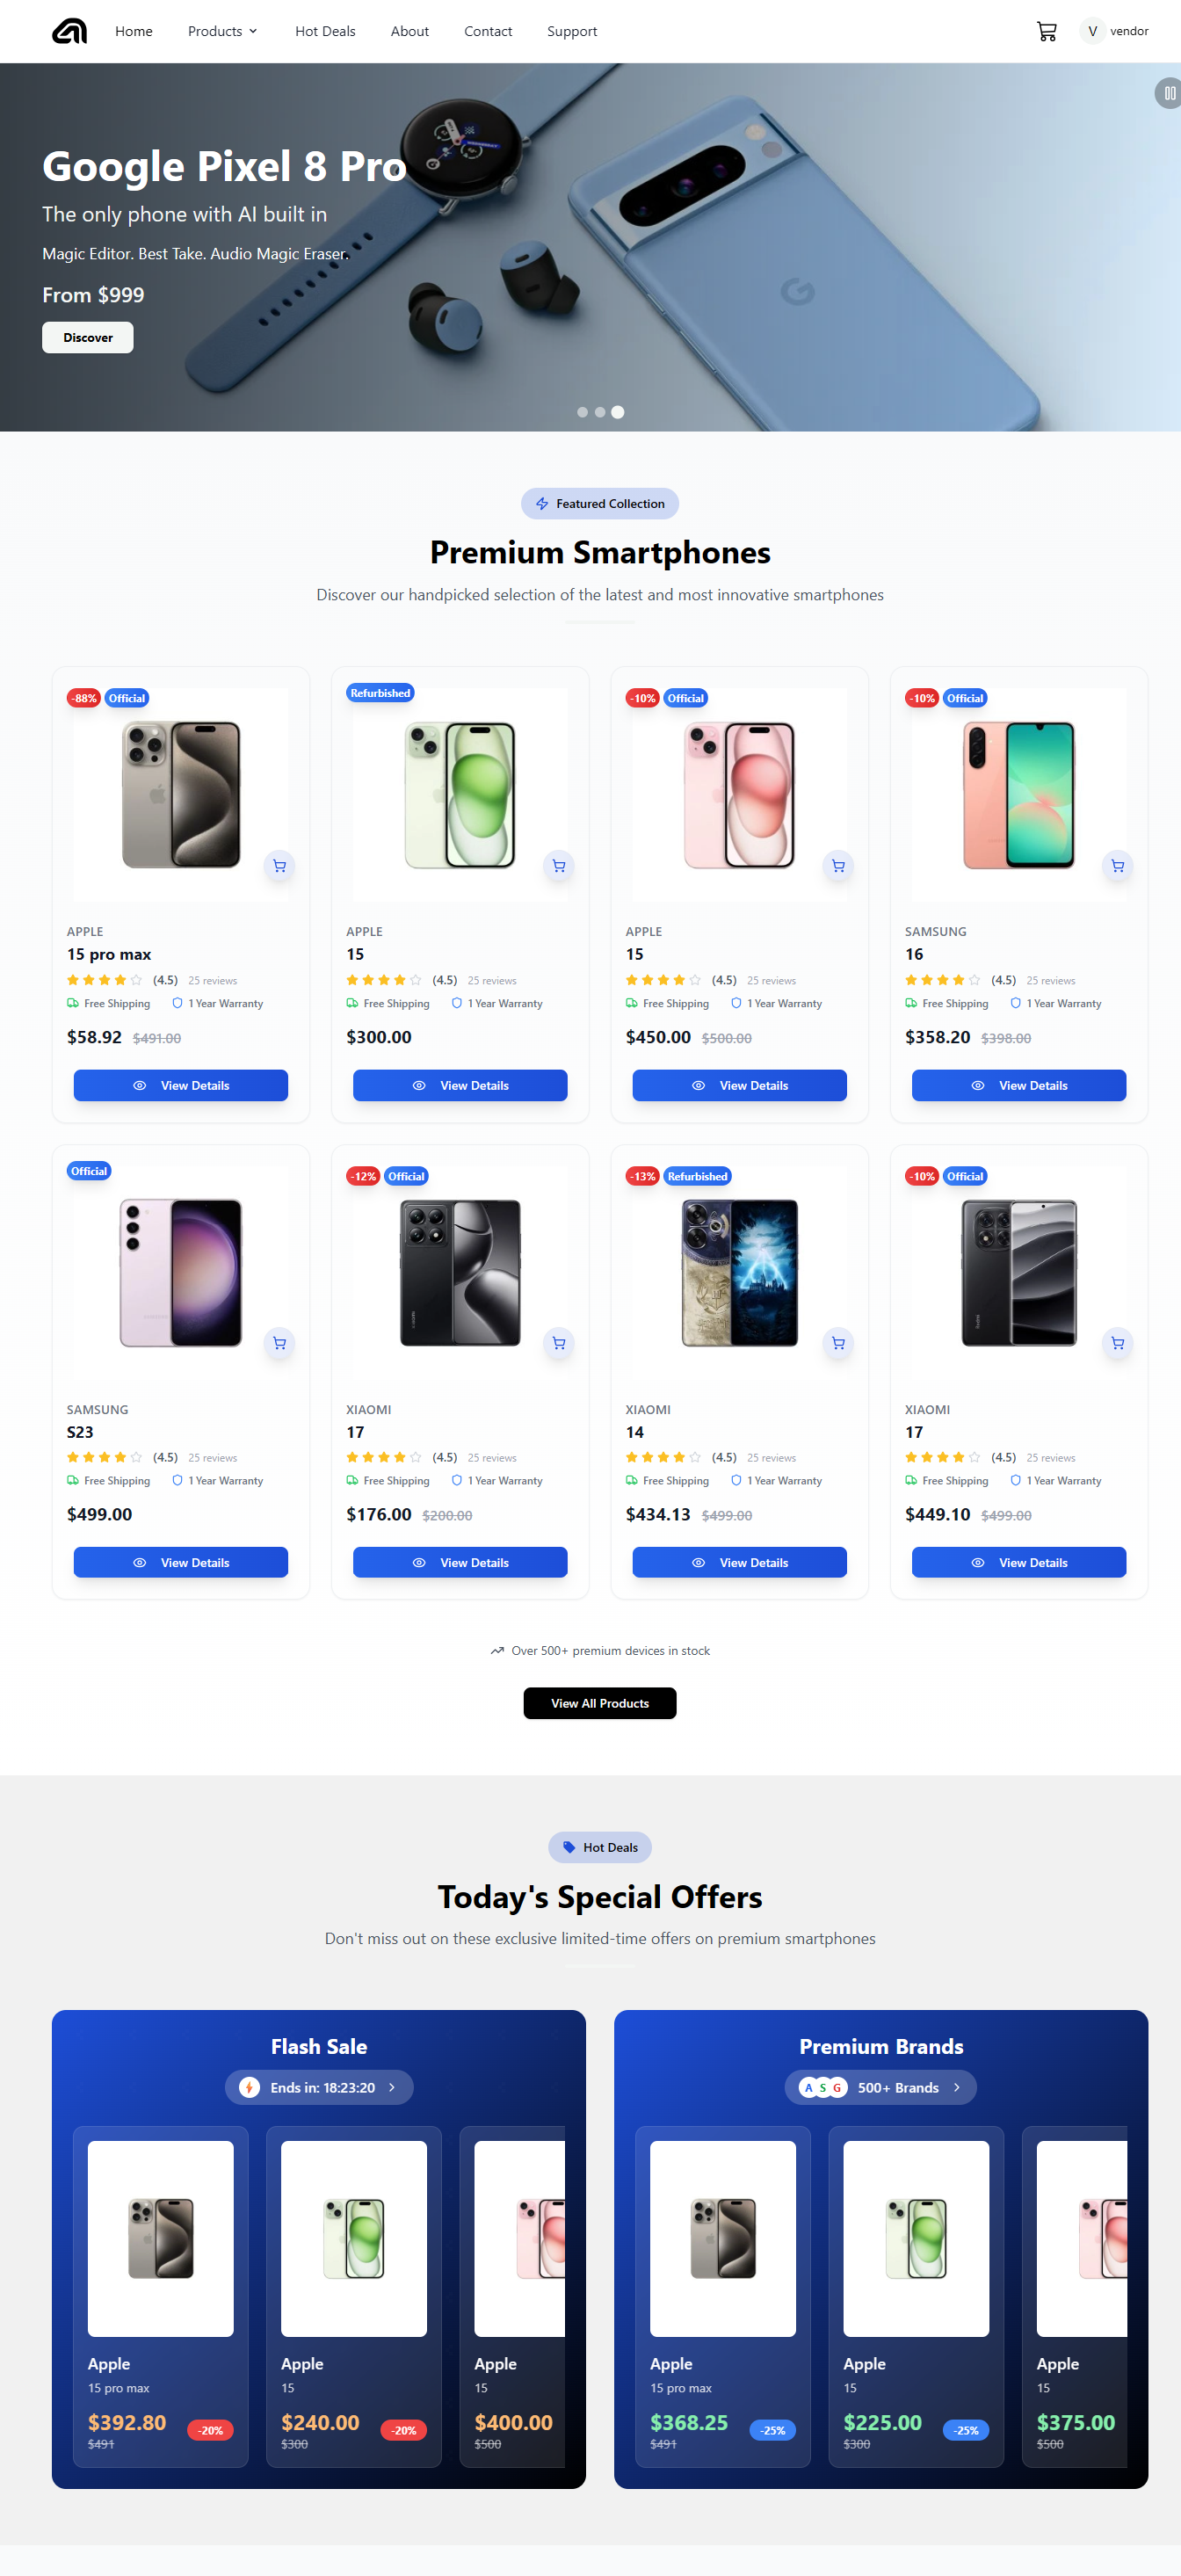 Home Products Hot Deals About Contact Support V vendor
Google Pixel 8 Pro
The only phone with AI built in
Magic Editor. Best Take. Audio Magic Eraser.
From $999
Discover
Featured Collection
Premium Smartphones
Discover our handpicked selection of the latest and most innovative smartphones
-88% Official
APPLE
15 pro max
(4.5) 25 reviews
Free Shipping 1 Year Warranty
$58.92 $491.00
View Details
Refurbished
APPLE
15
(4.5) 25 reviews
Free Shipping 1 Year Warranty
$300.00
View Details
-10% Official
APPLE
15
(4.5) 25 reviews
Free Shipping 1 Year Warranty
$450.00 $500.00
View Details
-10% Official
SAMSUNG
16
(4.5) 25 reviews
Free Shipping 1 Year Warranty
$358.20 $398.00
View Details
Official
SAMSUNG
S23
(4.5) 25 reviews
Free Shipping 1 Year Warranty
$499.00
View Details
-12% Official
XIAOMI
17
(4.5) 25 reviews
Free Shipping 1 Year Warranty
$176.00 $200.00
View Details
-13% Refurbished
XIAOMI
14
(4.5) 25 reviews
Free Shipping 1 Year Warranty
$434.13 $499.00
View Details
-10% Official
XIAOMI
17
(4.5) 25 reviews
Free Shipping 1 Year Warranty
$449.10 $499.00
View Details
Over 500+ premium devices in stock
View All Products
Hot Deals
Today's Special Offers
Don't miss out on these exclusive limited-time offers on premium smartphones
Flash Sale
Ends in: 18:23:20
Apple
15 pro max
$392.80
$491
-20%
Apple
15
$240.00
$300
-20%
Apple
15
$400.00
$500
Premium Brands
A S G 500+ Brands
Apple
15 pro max
$368.25
$491
-25%
Apple
15
$225.00
$300
-25%
Apple
15
$375.00
$500